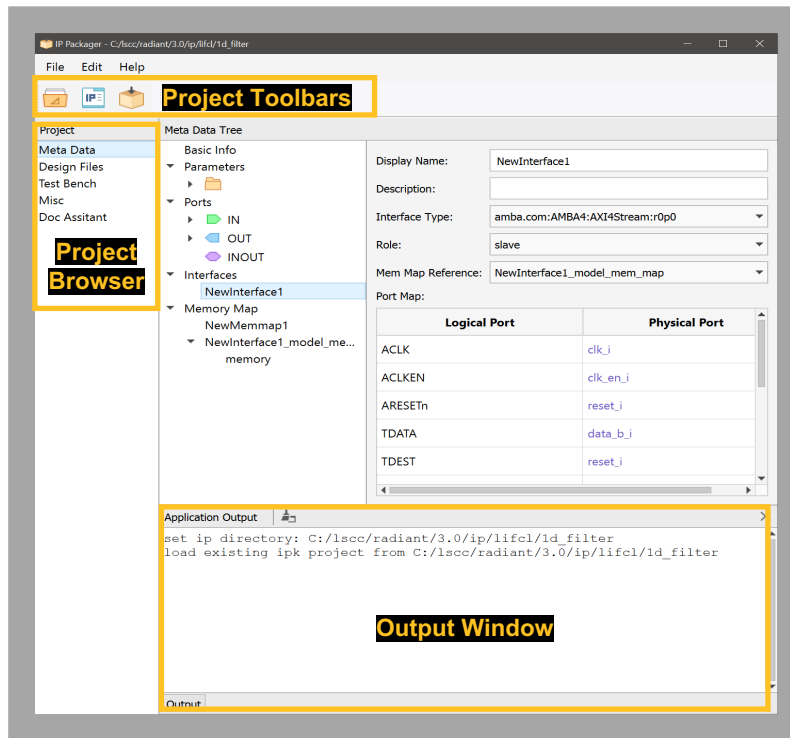 IP Packager - C:/lscc/radiant/3.0/ip/lifcl/1d_filter
File Edit Help
IP
Project Toolbars
Project
Meta Data
Design Files
Test Bench
Misc
Doc Assitant
Project
Browser
Meta Data Tree
Basic Info
Parameters
Ports
IN
OUT
INOUT
Interfaces
NewInterface1
Memory Map
NewMemmap1
NewInterface1_model_me...
memory
Display Name: NewInterface1
Description:
Interface Type: amba.com:AMBA4:AXI4Stream:r0p0
Role: slave
Mem Map Reference: NewInterface1_model_mem_map
Port Map:
Logical Port Physical Port
ACLK clk_i
ACLKEN clk_en_i
ARESETn reset_i
TDATA data_b_i
TDEST reset_i
Application Output
set ip directory: C:/lscc/radiant/3.0/ip/lifcl/1d_filter
load existing ipk project from C:/lscc/radiant/3.0/ip/lifcl/1d_filter
Output Window
Output